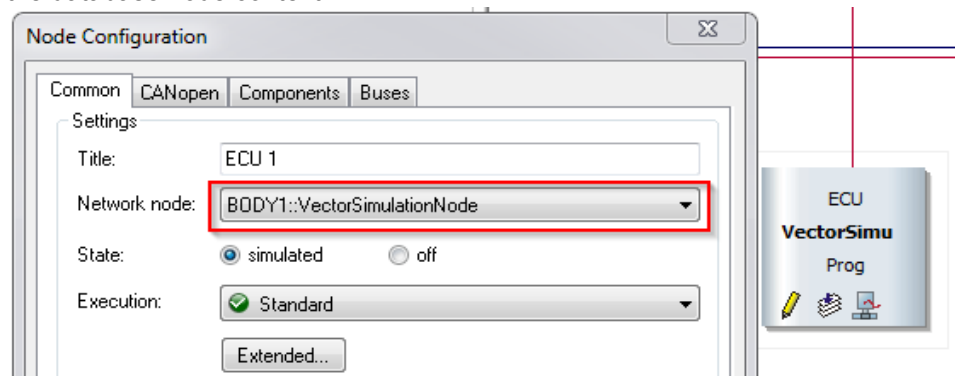 Node Configuration
Common CANopen Components Buses
Settings
Title: ECU 1
Network node: BODY1::VectorSimulationNode
State: simulated off
Execution: Standard
Extended...
ECU
VectorSimu
Prog